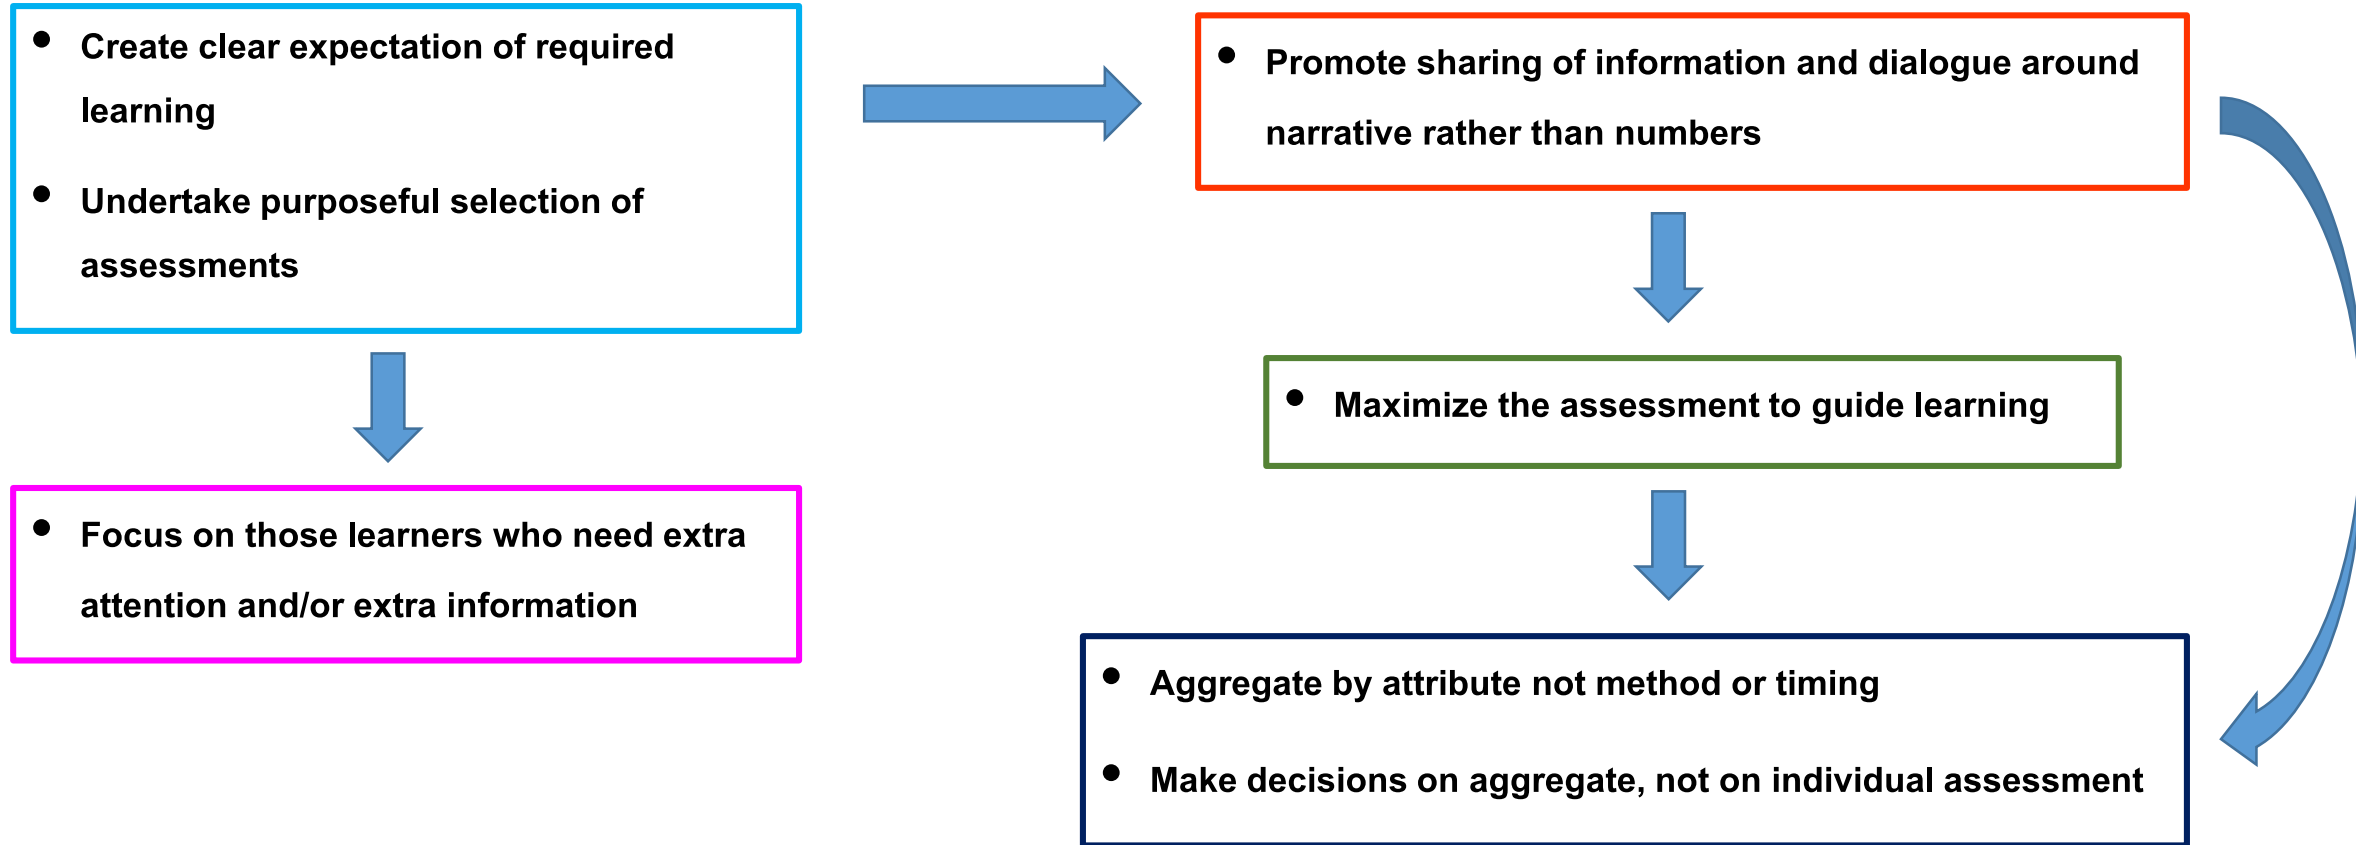 • Create clear expectation of required
learning
• Undertake purposeful selection of
assessments
• Promote sharing of information and dialogue around
narrative rather than numbers
• Maximize the assessment to guide learning
• Focus on those learners who need extra
attention and/or extra information
• Aggregate by attribute not method or timing
• Make decisions on aggregate, not on individual assessment